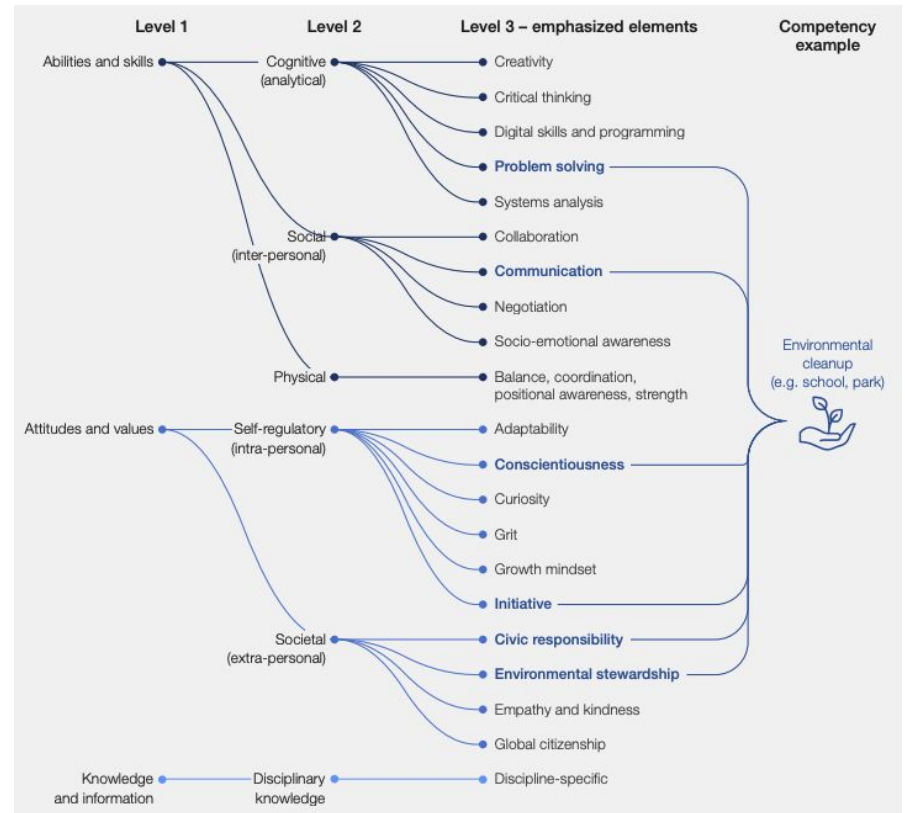 Level 1
Level 2
Level 3 – emphasized elements
Competency
example
Abilities and skills
Cognitive
(analytical)
Creativity
Critical thinking
Digital skills and programming
Problem solving
Systems analysis
Social
(inter-personal)
Collaboration
Communication
Negotiation
Socio-emotional awareness
Physical
Balance, coordination,
positional awareness, strength
Environmental
cleanup
(e.g. school, park)
Attitudes and values
Self-regulatory
(intra-personal)
Adaptability
Conscientiousness
Curiosity
Grit
Growth mindset
Initiative
Societal
(extra-personal)
Civic responsibility
Environmental stewardship
Empathy and kindness
Global citizenship
Knowledge
and information
Disciplinary
knowledge
Discipline-specific